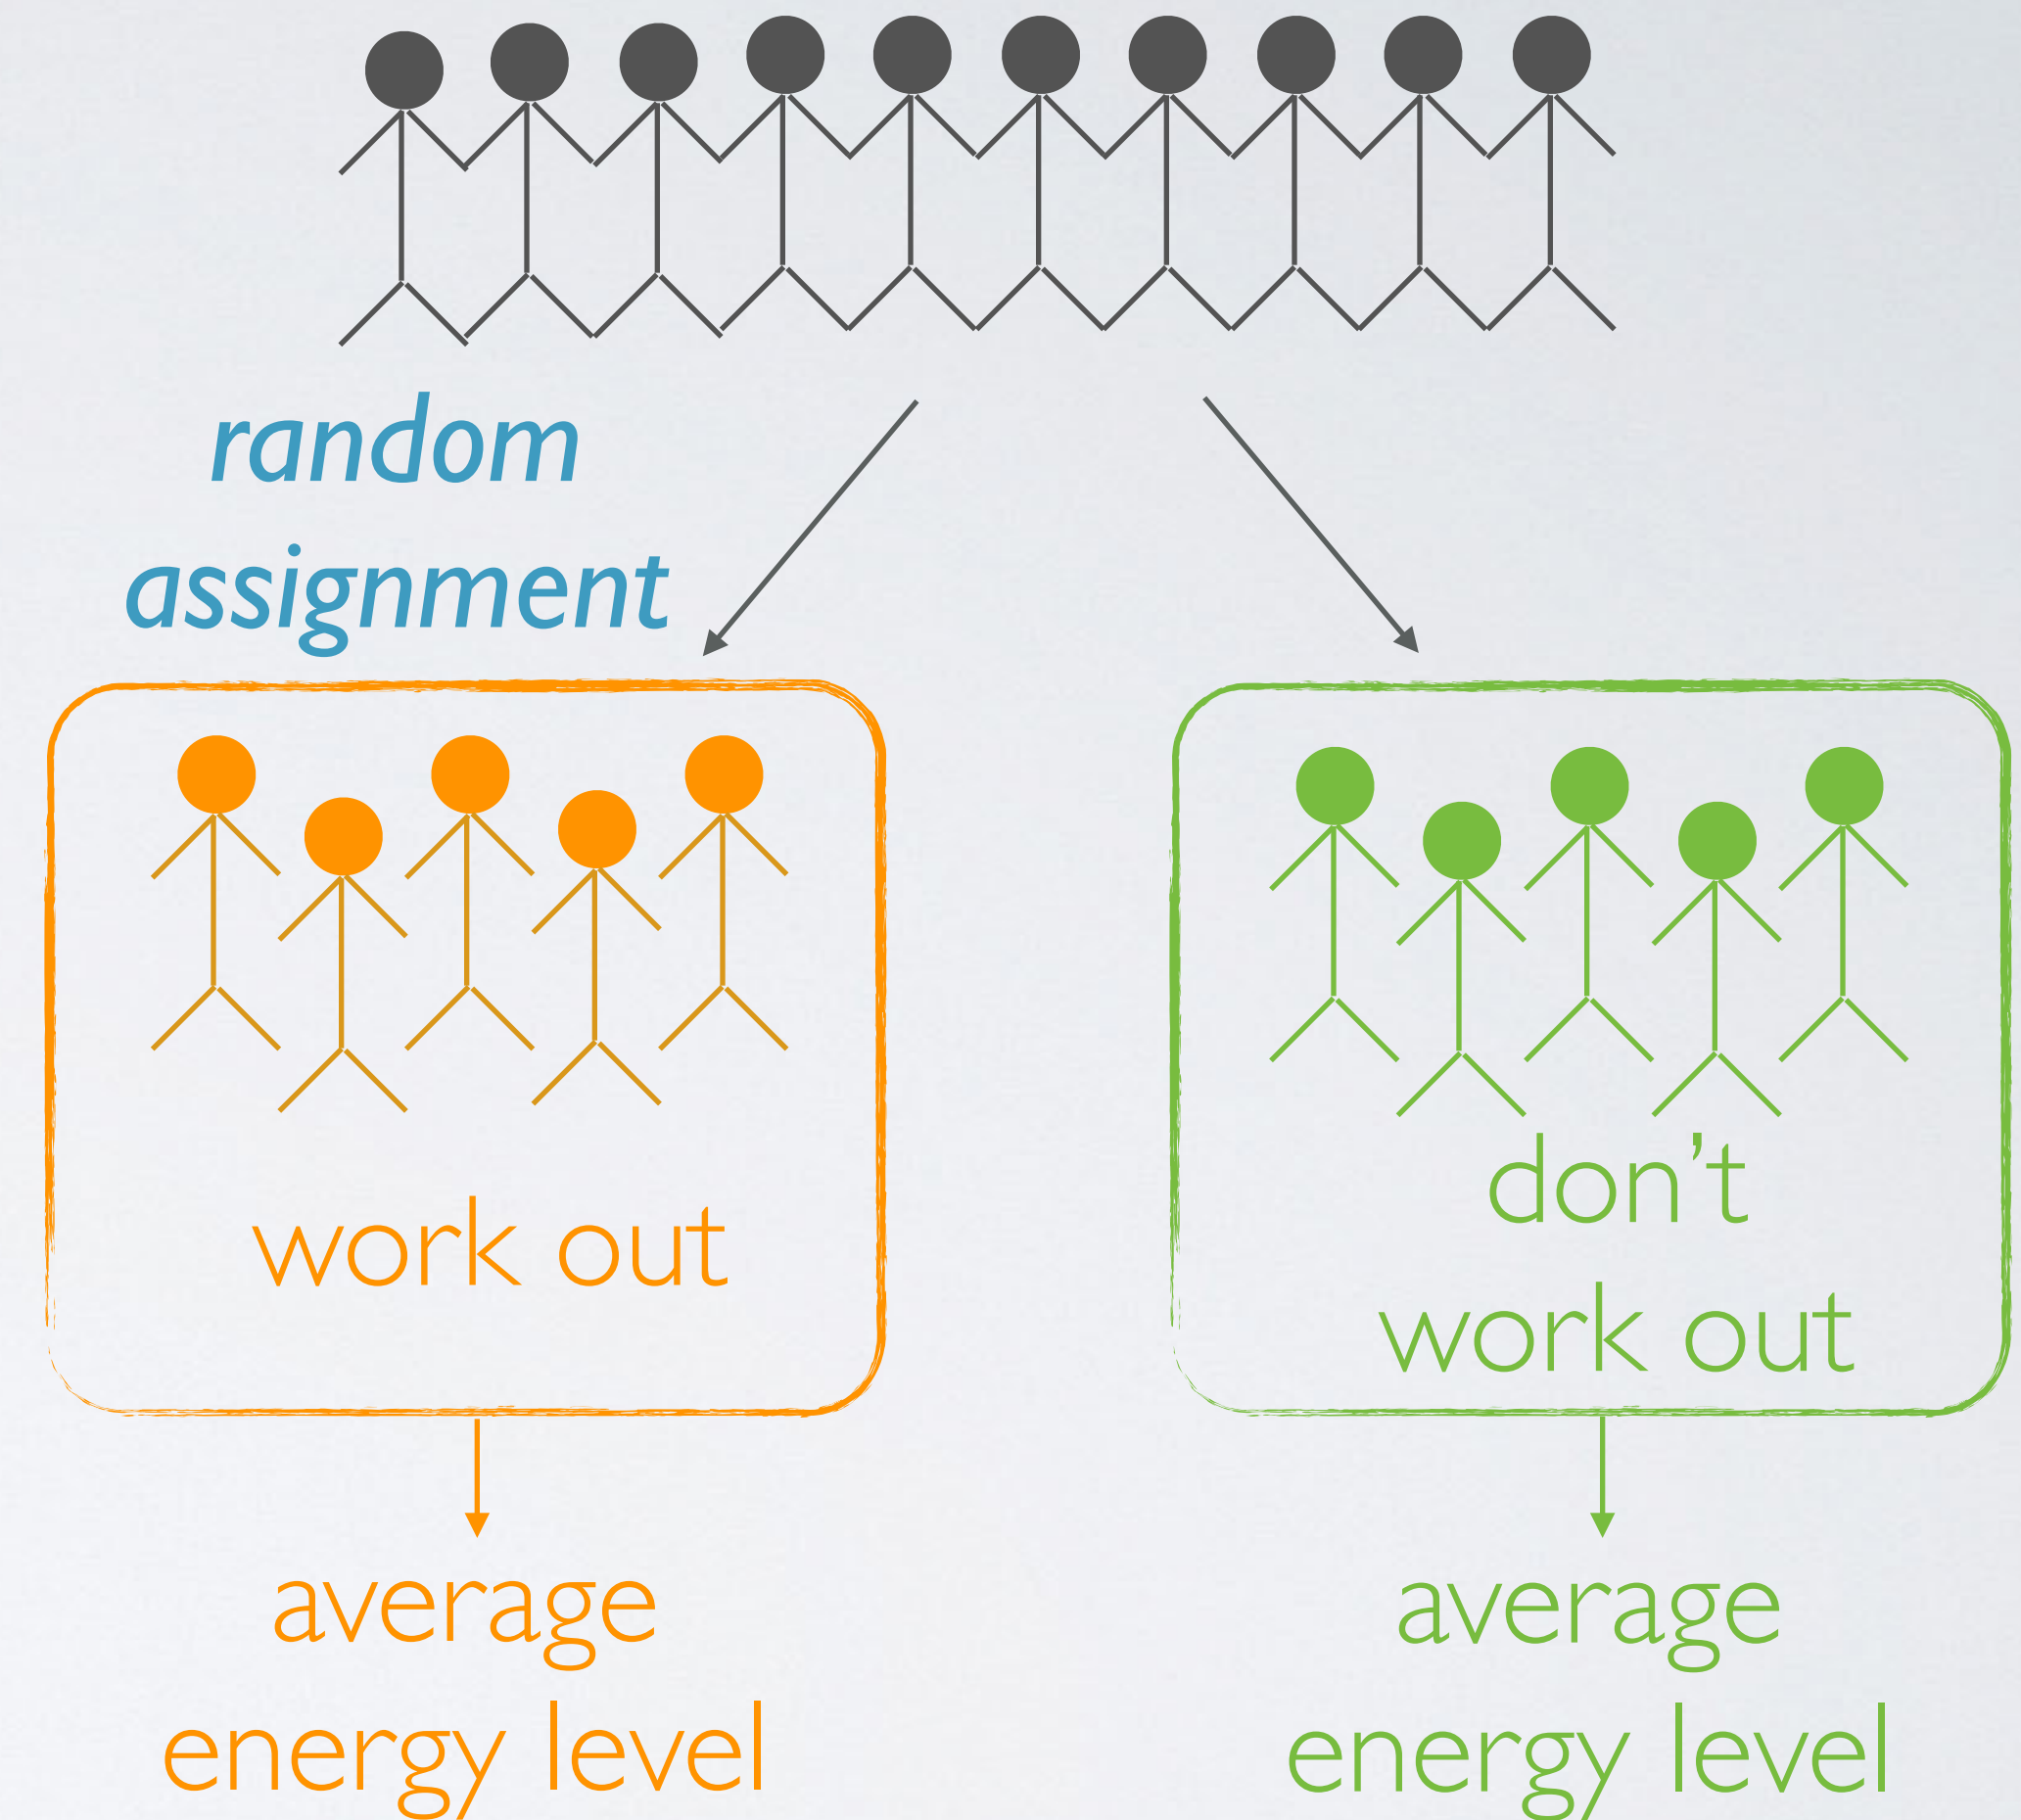 random
assignment
work out
don't
work out
average
energy level
average
energy level